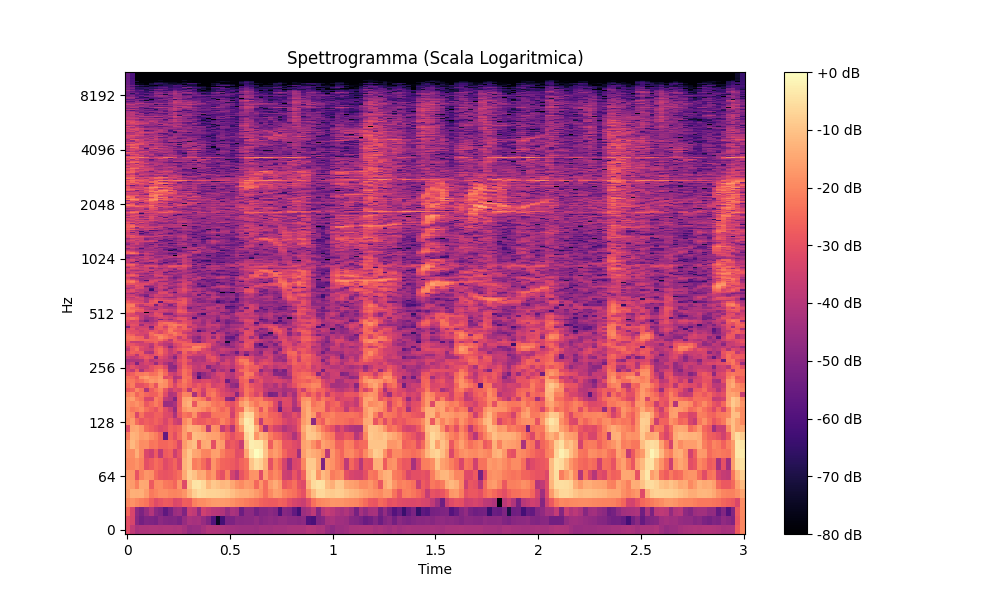 Spettrogramma (Scala Logaritmica)
8192
4096
2048
1024
512
256
128
64
0
Hz
0
0.5
1
1.5
2
2.5
3
Time
+0 dB
-10 dB
-20 dB
-30 dB
-40 dB
-50 dB
-60 dB
-70 dB
-80 dB